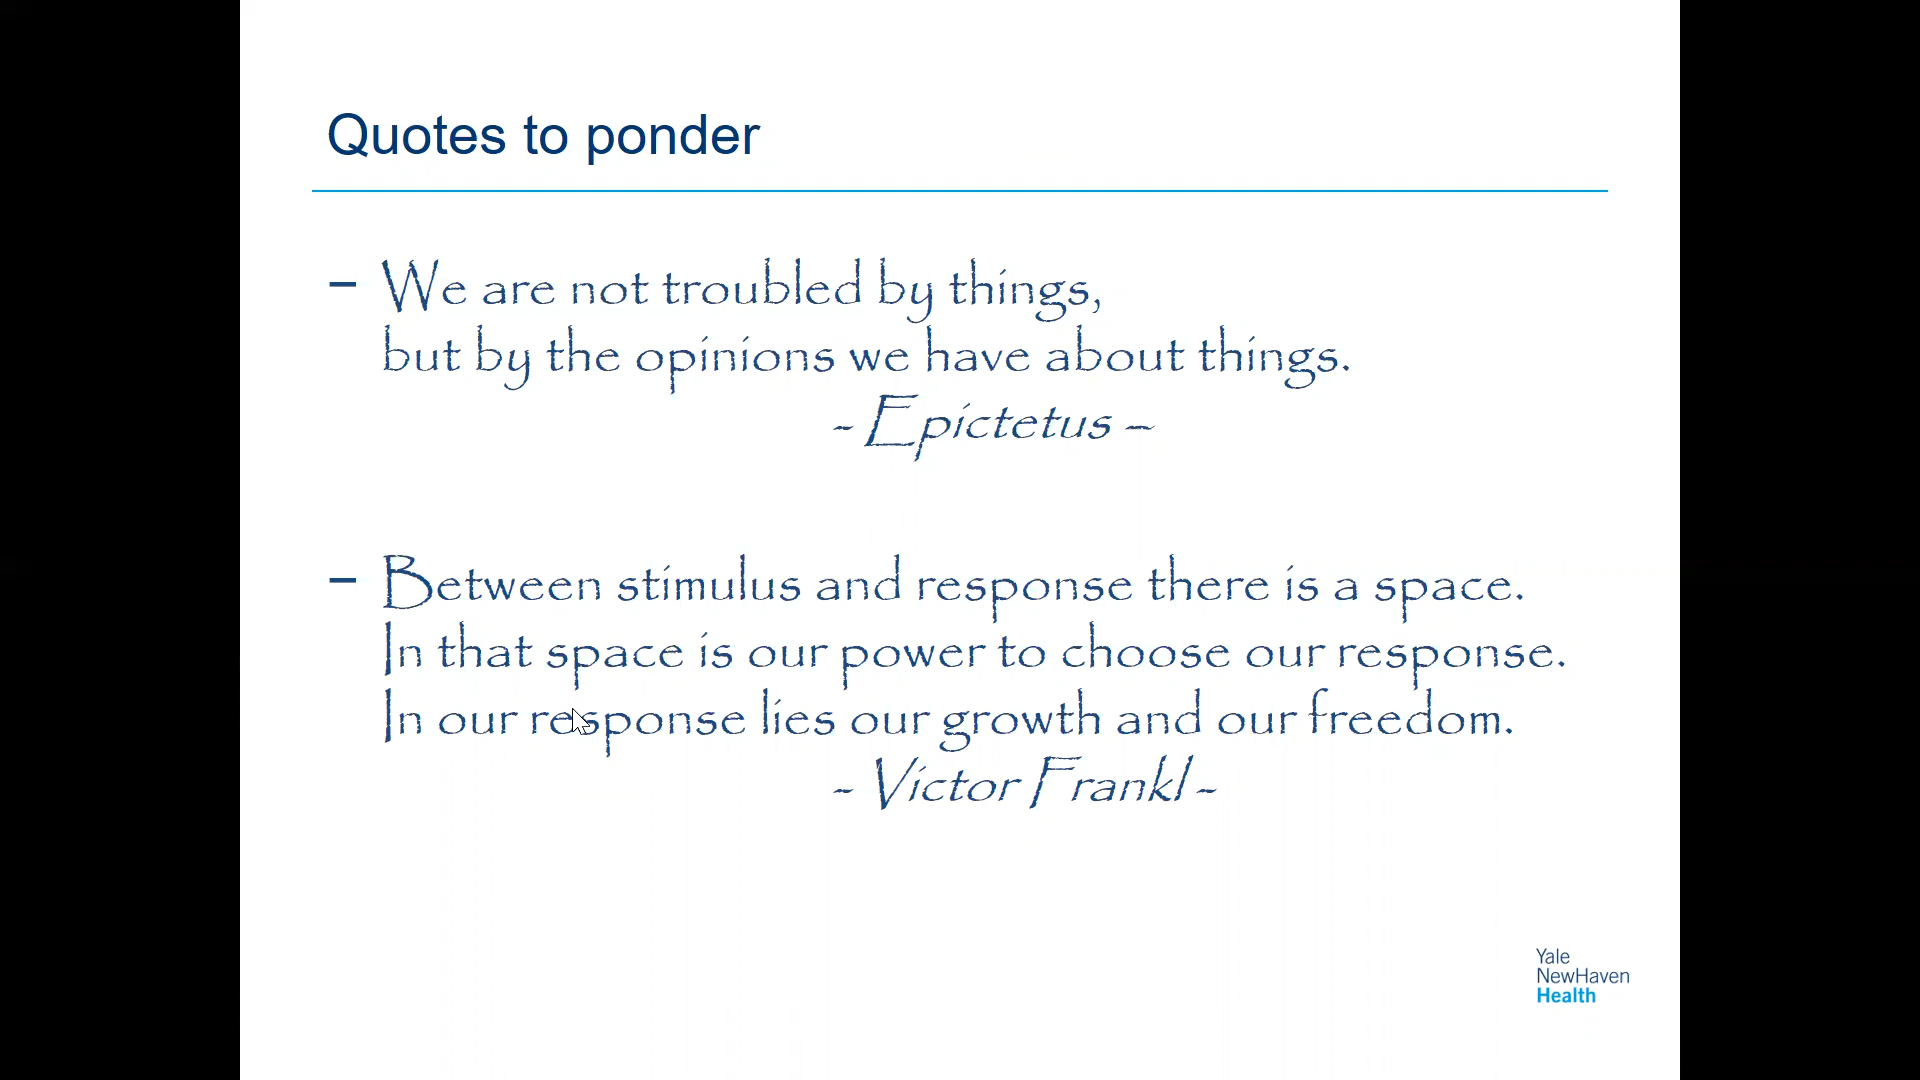 Quotes to ponder
– We are not troubled by things,
but by the opinions we have about things.
- Epictetus –
– Between stimulus and response there is a space.
In that space is our power to choose our response.
In our response lies our growth and our freedom.
- Victor Frankl -
Yale
NewHaven
Health